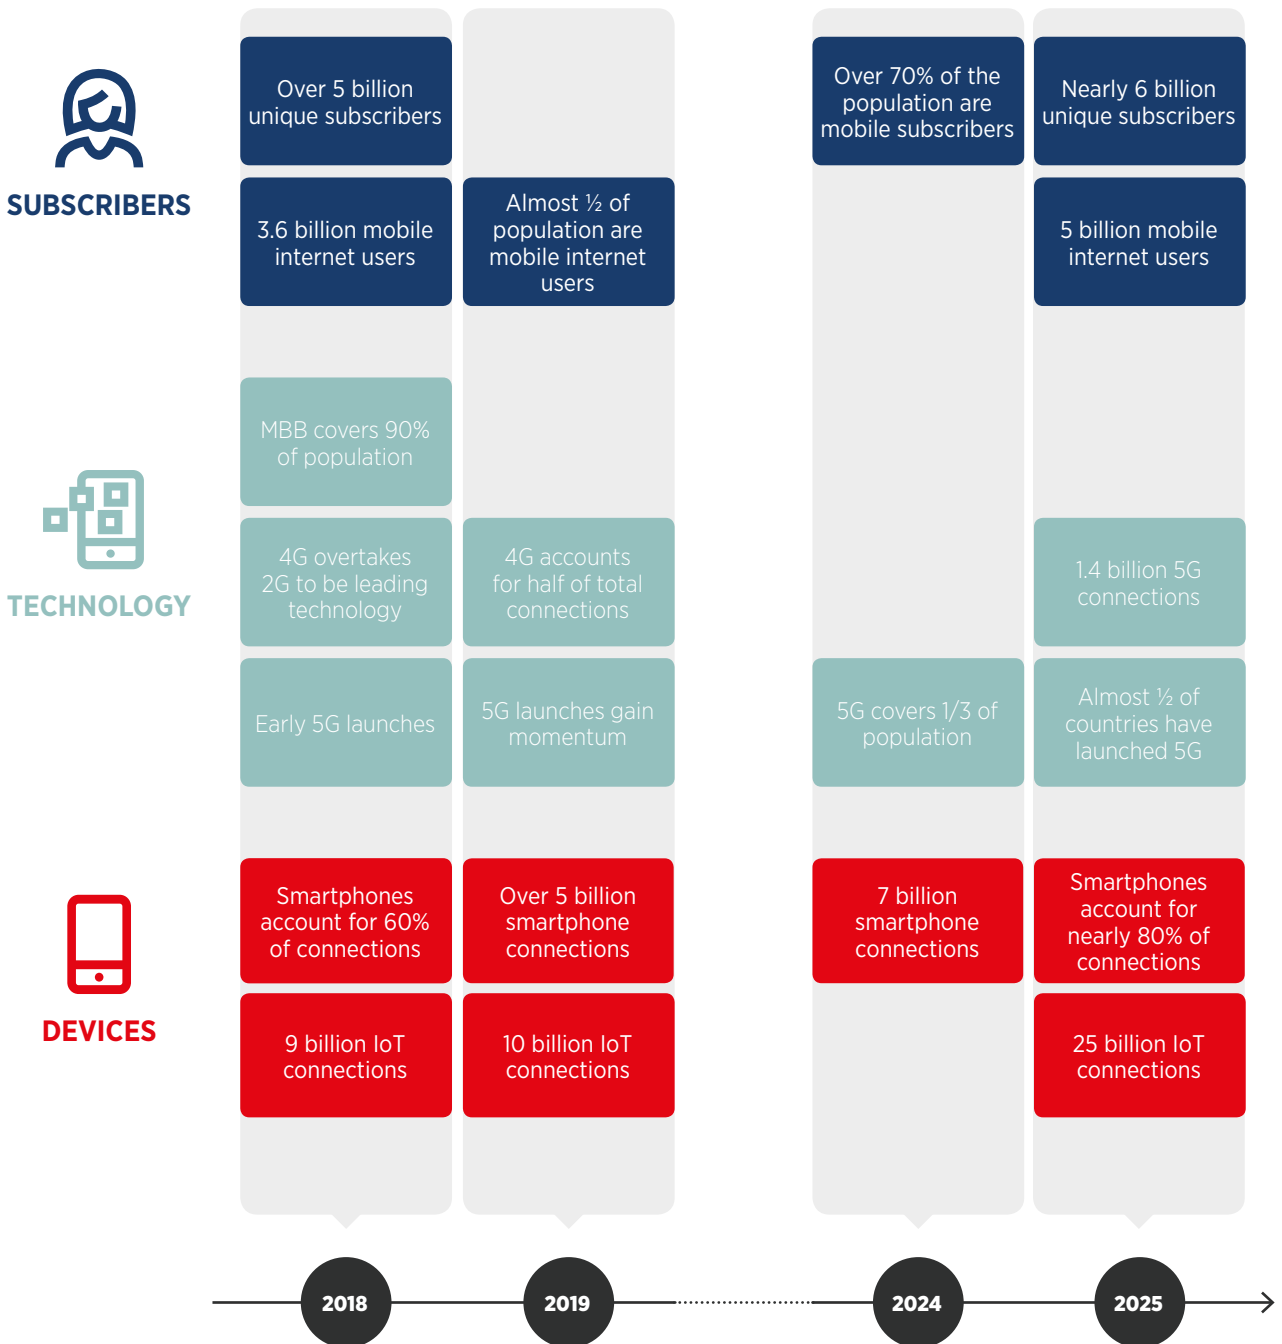 SUBSCRIBERS
Over 5 billion
unique subscribers
Over 70% of the
population are
mobile subscribers
Nearly 6 billion
unique subscribers
3.6 billion mobile
internet users
Almost ½ of
population are
mobile internet
users
5 billion mobile
internet users
TECHNOLOGY
MBB covers 90%
of population
4G overtakes
2G to be leading
technology
4G accounts
for half of total
connections
1.4 billion 5G
connections
Early 5G launches
5G launches gain
momentum
5G covers 1/3 of
population
Almost ½ of
countries have
launched 5G
DEVICES
Smartphones
account for 60%
of connections
Over 5 billion
smartphone
connections
7 billion
smartphone
connections
Smartphones
account for
nearly 80% of
connections
9 billion IoT
connections
10 billion IoT
connections
25 billion IoT
connections
2018
2019
2024
2025